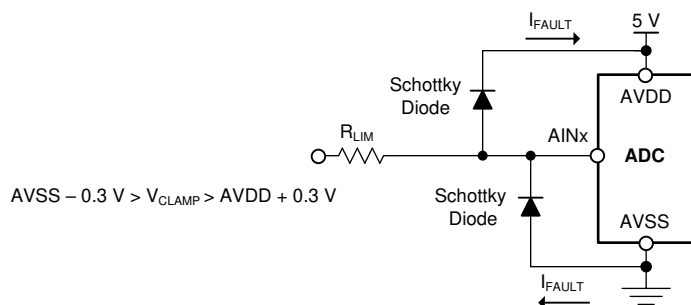 I_FAULT
5 V
Schottky
Diode
AVDD
R_LIM
AINx
ADC
AVSS – 0.3 V > V_CLAMP > AVDD + 0.3 V
Schottky
Diode
AVSS
I_FAULT